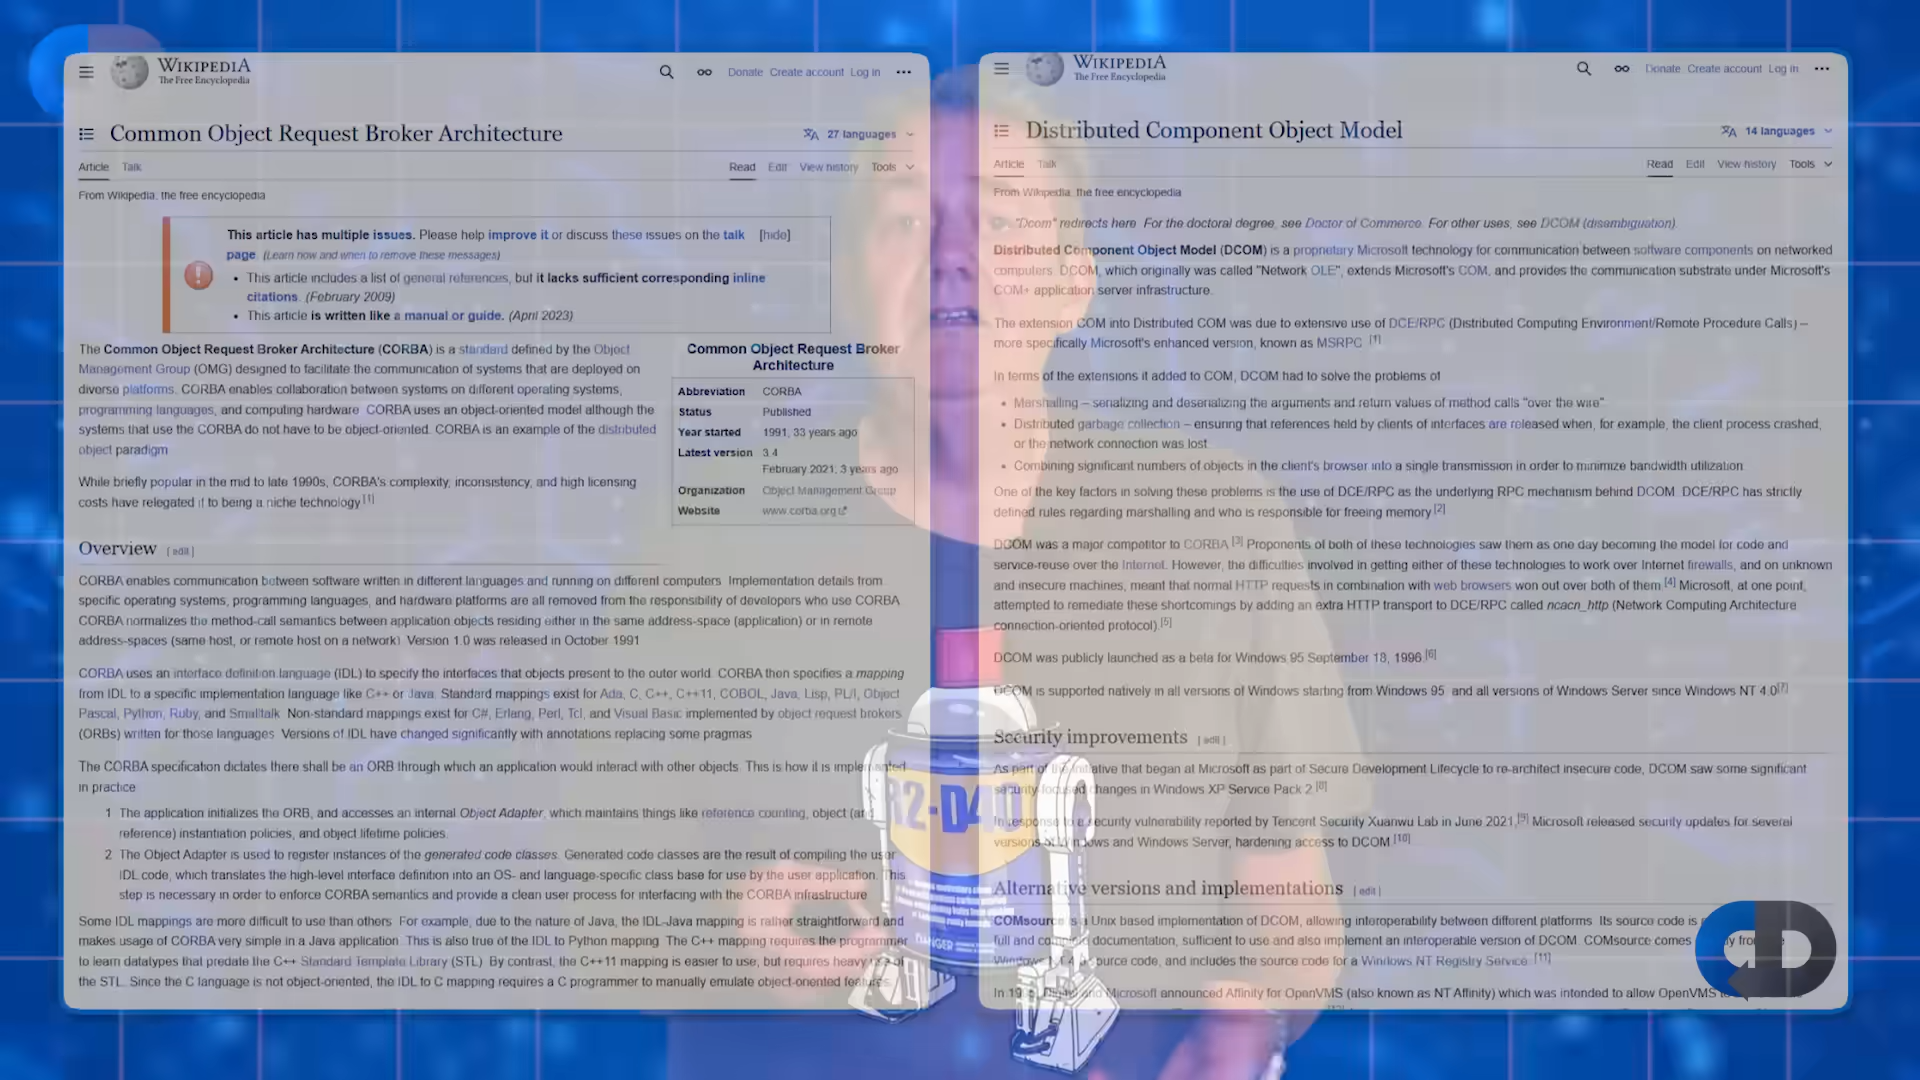 WIKIPEDIA
The Free Encyclopedia
Donate Create account Log in
Common Object Request Broker Architecture
27 languages
Article Talk
Read Edit View history Tools
From Wikipedia, the free encyclopedia
This article has multiple issues. Please help improve it or discuss these issues on the talk [hide]
page. (Learn how and when to remove these messages)
• This article includes a list of general references, but it lacks sufficient corresponding inline
citations. (February 2009)
• This article is written like a manual or guide. (April 2023)
The Common Object Request Broker Architecture (CORBA) is a standard defined by the Object
Management Group (OMG) designed to facilitate the communication of systems that are deployed on
diverse platforms. CORBA enables collaboration between systems on different operating systems,
programming languages, and computing hardware. CORBA uses an object-oriented model although the
systems that use the CORBA do not have to be object-oriented. CORBA is an example of the distributed
object paradigm.
While briefly popular in the mid to late 1990s, CORBA's complexity, inconsistency, and high licensing
costs have relegated it to being a niche technology.[1]
Common Object Request Broker
Architecture
Abbreviation CORBA
Status Published
Year started 1991, 33 years ago
Latest version 3.4
February 2021, 3 years ago
Organization Object Management Group
Website www.corba.org
Overview [edit]
CORBA enables communication between software written in different languages and running on different computers. Implementation details from
specific operating systems, programming languages, and hardware platforms are all removed from the responsibility of developers who use CORBA.
CORBA normalizes the method-call semantics between application objects residing either in the same address-space (application) or in remote
address-spaces (same host, or remote host on a network). Version 1.0 was released in October 1991.
CORBA uses an interface definition language (IDL) to specify the interfaces that objects present to the outer world. CORBA then specifies a mapping
from IDL to a specific implementation language like C++ or Java. Standard mappings exist for Ada, C, C++, C++11, COBOL, Java, Lisp, PL/I, Object
Pascal, Python, Ruby, and Smalltalk. Non-standard mappings exist for C#, Erlang, Perl, Tcl, and Visual Basic implemented by object request brokers
(ORBs) written for those languages. Versions of IDL have changed significantly with annotations replacing some pragmas.
The CORBA specification dictates there shall be an ORB through which an application would interact with other objects. This is how it is implemented
in practice:
1 The application initializes the ORB, and accesses an internal Object Adapter, which maintains things like reference counting, object (and
reference) instantiation policies, and object lifetime policies.
2 The Object Adapter is used to register instances of the generated code classes. Generated code classes are the result of compiling the user
IDL code, which translates the high-level interface definition into an OS- and language-specific class base for use by the user application. This
step is necessary in order to enforce CORBA semantics and provide a clean user process for interfacing with the CORBA infrastructure.
Some IDL mappings are more difficult to use than others. For example, due to the nature of Java, the IDL-Java mapping is rather straightforward and
makes usage of CORBA very simple in a Java application. This is also true of the IDL to Python mapping. The C++ mapping requires the programmer
to learn datatypes that predate the C++ Standard Template Library (STL). By contrast, the C++11 mapping is easier to use, but requires heavy use of
the STL. Since the C language is not object-oriented, the IDL to C mapping requires a C programmer to manually emulate object-oriented features.
WIKIPEDIA
The Free Encyclopedia
Donate Create account Log in
Distributed Component Object Model
14 languages
Article Talk
Read Edit View history Tools
From Wikipedia, the free encyclopedia
"Dcom" redirects here. For the doctoral degree, see Doctor of Commerce. For other uses, see DCOM (disambiguation).
Distributed Component Object Model (DCOM) is a proprietary Microsoft technology for communication between software components on networked
computers. DCOM, which originally was called "Network OLE", extends Microsoft's COM, and provides the communication substrate under Microsoft's
COM+ application server infrastructure.
The extension COM into Distributed COM was due to extensive use of DCE/RPC (Distributed Computing Environment/Remote Procedure Calls) –
more specifically Microsoft's enhanced version, known as MSRPC.[1]
In terms of the extensions it added to COM, DCOM had to solve the problems of:
• Marshalling – serializing and deserializing the arguments and return values of method calls "over the wire".
• Distributed garbage collection – ensuring that references held by clients of interfaces are released when, for example, the client process crashed,
or the network connection was lost.
• Combining significant numbers of objects in the client's browser into a single transmission in order to minimize bandwidth utilization.
One of the key factors in solving these problems is the use of DCE/RPC as the underlying RPC mechanism behind DCOM. DCE/RPC has strictly
defined rules regarding marshalling and who is responsible for freeing memory.[2]
DCOM was a major competitor to CORBA.[3] Proponents of both of these technologies saw them as one day becoming the model for code and
service-reuse over the Internet. However, the difficulties involved in getting either of these technologies to work over Internet firewalls, and on unknown
and insecure machines, meant that normal HTTP requests in combination with web browsers won out over both of them.[4] Microsoft, at one point,
attempted to remediate these shortcomings by adding an extra HTTP transport to DCE/RPC called ncacn_http (Network Computing Architecture
connection-oriented protocol).[5]
DCOM was publicly launched as a beta for Windows 95 September 18, 1996.[6]
DCOM is supported natively in all versions of Windows starting from Windows 95, and all versions of Windows Server since Windows NT 4.0[7]
Security improvements [edit]
As part of the initiative that began at Microsoft as part of Secure Development Lifecycle to re-architect insecure code, DCOM saw some significant
security-focused changes in Windows XP Service Pack 2.[8]
In response to a security vulnerability reported by Tencent Security Xuanwu Lab in June 2021,[9] Microsoft released security updates for several
versions of Windows and Windows Server, hardening access to DCOM.[10]
Alternative versions and implementations [edit]
COMsource is a Unix based implementation of DCOM, allowing interoperability between different platforms. Its source code is
full and complete documentation, sufficient to use and also implement an interoperable version of DCOM. COMsource comes
Windows NT 4.0 source code, and includes the source code for a Windows NT Registry Service.[11]
In Digital and Microsoft announced Affinity for OpenVMS (also known as NT Affinity) which was intended to allow OpenVMS
R2-D40
DANGER